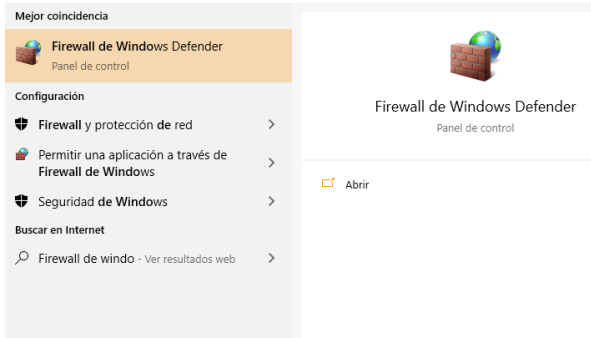 Mejor coincidencia
Firewall de Windows Defender
Panel de control
Configuración
Firewall y protección de red
Permitir una aplicación a través de
Firewall de Windows
Seguridad de Windows
Buscar en Internet
Firewall de windo - Ver resultados web
Firewall de Windows Defender
Panel de control
Abrir